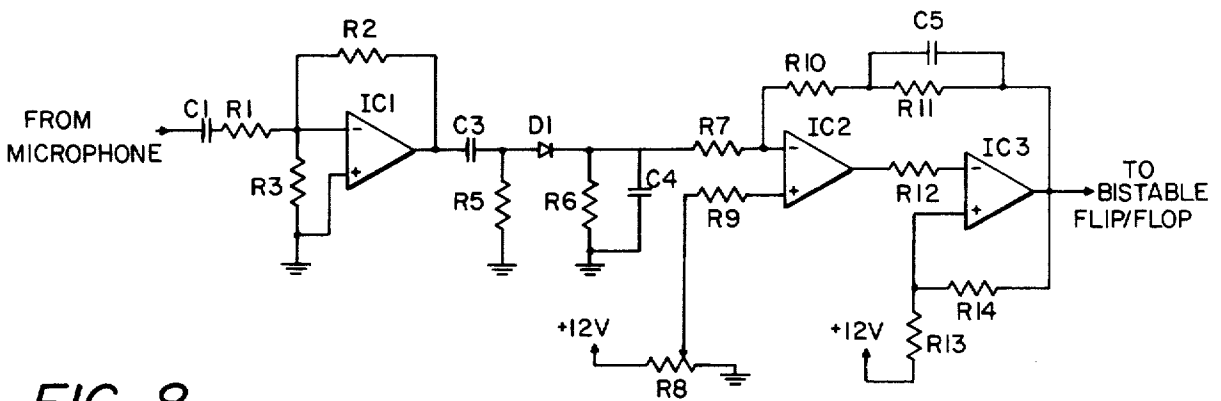 FROM
MICROPHONE
C1
R1
R2
R3
IC1
-
+
C3
D1
R5
R6
C4
R7
R9
+12V
R8
R10
C5
R11
IC2
-
+
R12
IC3
-
+
R14
+12V
R13
TO
BISTABLE
FLIP/FLOP